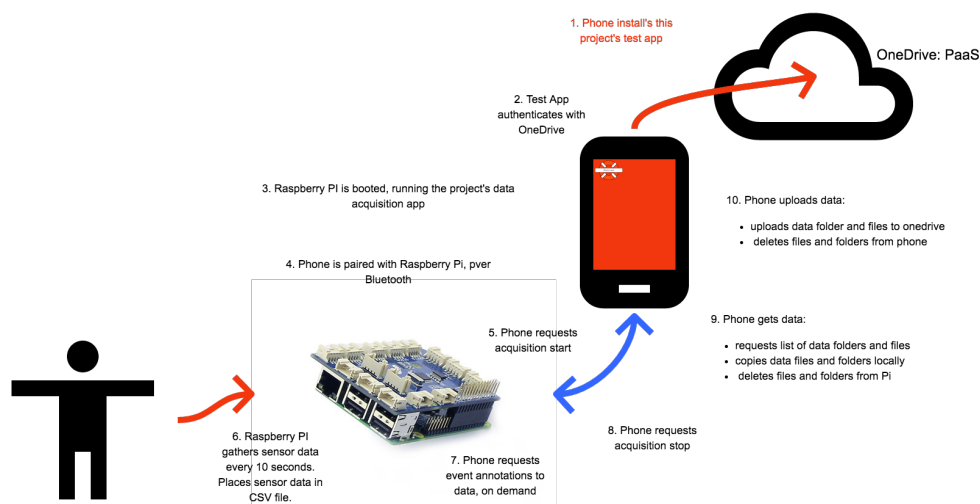 1. Phone install's this
project's test app
OneDrive: PaaS
2. Test App
authenticates with
OneDrive
3. Raspberry PI is booted, running the project's data
acquisition app
10. Phone uploads data:
• uploads data folder and files to onedrive
• deletes files and folders from phone
4. Phone is paired with Raspberry Pi, pver
Bluetooth
5. Phone requests
acquisition start
9. Phone gets data:
• requests list of data folders and files
• copies data files and folders locally
• deletes files and folders from Pi
6. Raspberry PI
gathers sensor data
every 10 seconds.
Places sensor data in
CSV file.
7. Phone requests
event annotations to
data, on demand
8. Phone requests
acquisition stop